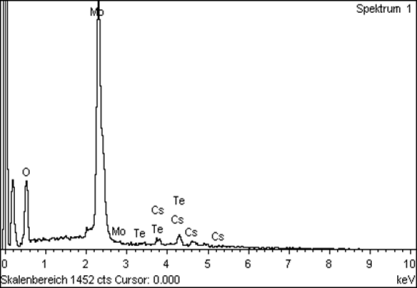 Spektrum 1
Mo
O
Te
Cs
Mo Te Te Cs Cs Cs
0 1 2 3 4 5 6 7 8 9 10
Skalenbereich 1452 cts Cursor: 0.000 keV